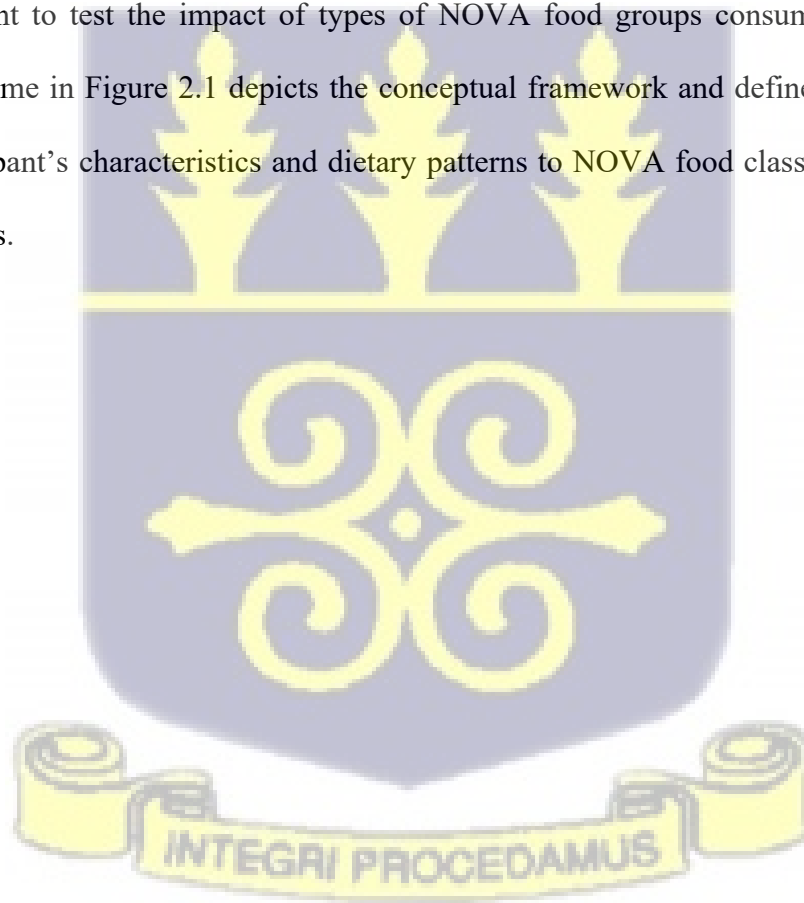 nt to test the impact of types of NOVA food groups consum
me in Figure 2.1 depicts the conceptual framework and define
pant’s characteristics and dietary patterns to NOVA food class
s.
INTEGRI PROCEDAMUS